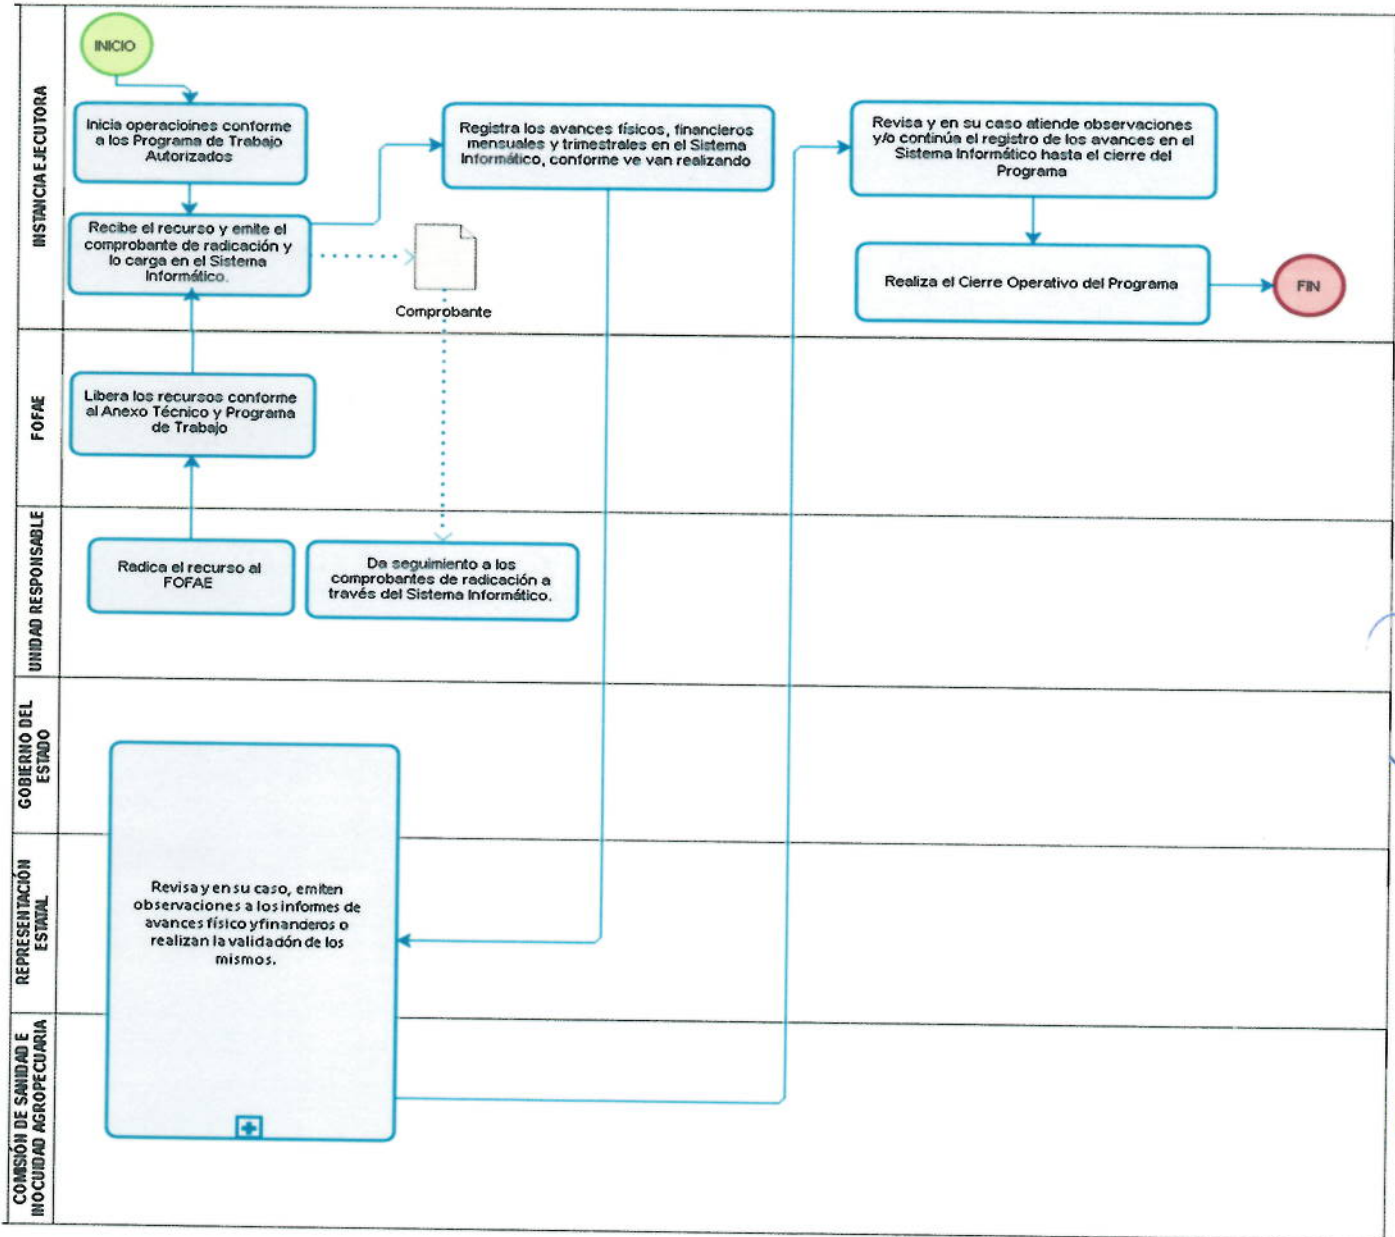 INSTANCIA EJECUTORA
INICIO
Inicia operacioines conforme
a los Programa de Trabajo
Autorizados
Recibe el recurso y emite el
comprobante de radicación y
lo carga en el Sistema
Informático.
Registra los avances físicos, financieros
mensuales y trimestrales en el Sistema
Informático, conforme ve van realizando
Comprobante
Revisa y en su caso atiende observaciones
y/o continúa el registro de los avances en el
Sistema Informático hasta el cierre del
Programa
Realiza el Cierre Operativo del Programa
FIN
FOFAE
Libera los recursos conforme
al Anexo Técnico y Programa
de Trabajo
UNIDAD RESPONSABLE
Radica el recurso al
FOFAE
Da seguimiento a los
comprobantes de radicación a
través del Sistema Informático.
GOBIERNO DEL
ESTADO
REPRESENTACIÓN
ESTATAL
Revisa y en su caso, emiten
observaciones a los informes de
avances físico y financieros o
realizan la validación de los
mismos.
COMISIÓN DE SANIDAD E
INOCUIDAD AGROPECUARIA